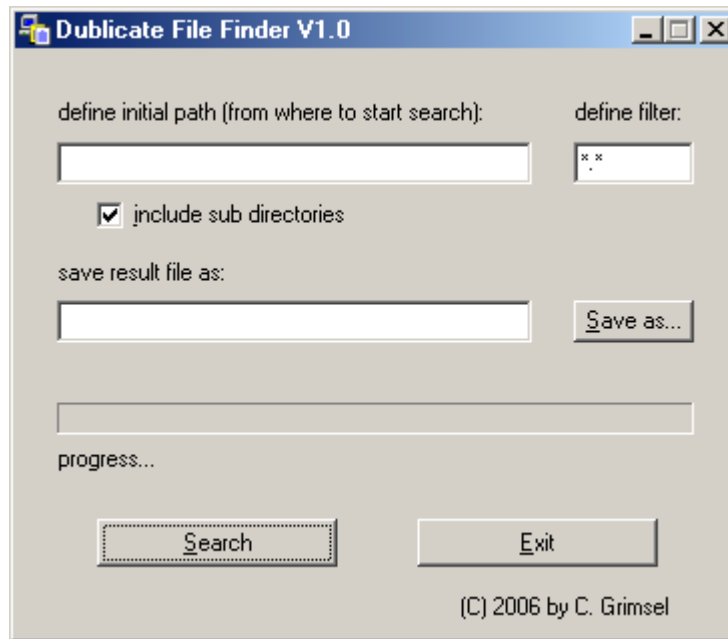 Dublicate File Finder V1.0
define initial path (from where to start search): define filter:
*.*
include sub directories
save result file as:
Save as...
progress...
Search Exit
(C) 2006 by C. Grimsel